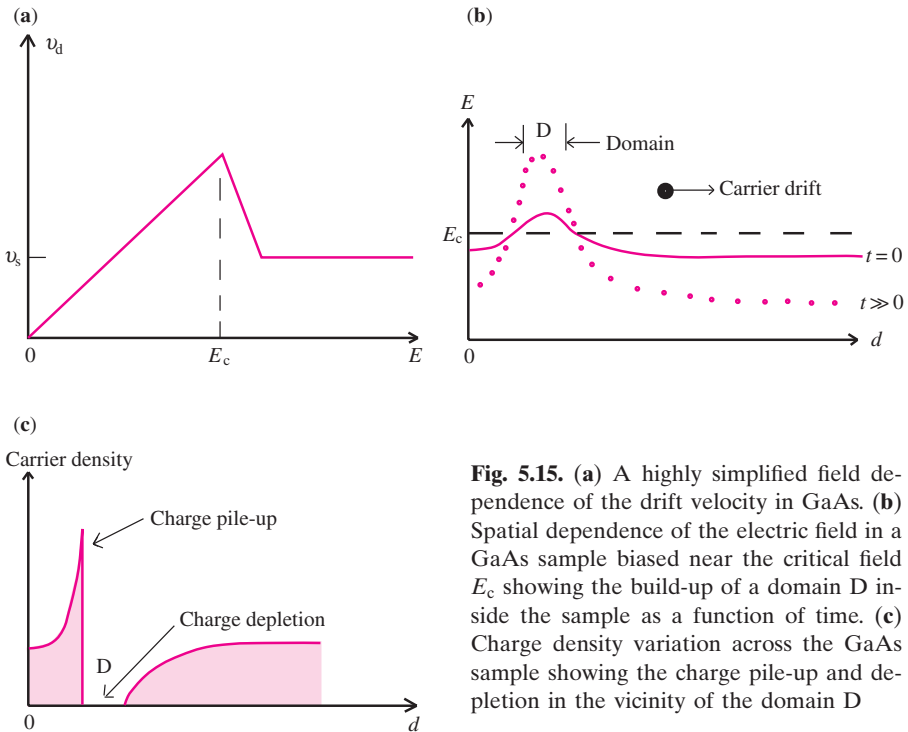 (a)
υd
υs
0
Ec
E
(b)
E
D
Domain
Carrier drift
Ec
t = 0
t ≫ 0
0
d
(c)
Carrier density
Charge pile-up
Charge depletion
D
0
d
Fig. 5.15. (a) A highly simplified field de-
pendence of the drift velocity in GaAs. (b)
Spatial dependence of the electric field in a
GaAs sample biased near the critical field
Ec showing the build-up of a domain D in-
side the sample as a function of time. (c)
Charge density variation across the GaAs
sample showing the charge pile-up and de-
pletion in the vicinity of the domain D